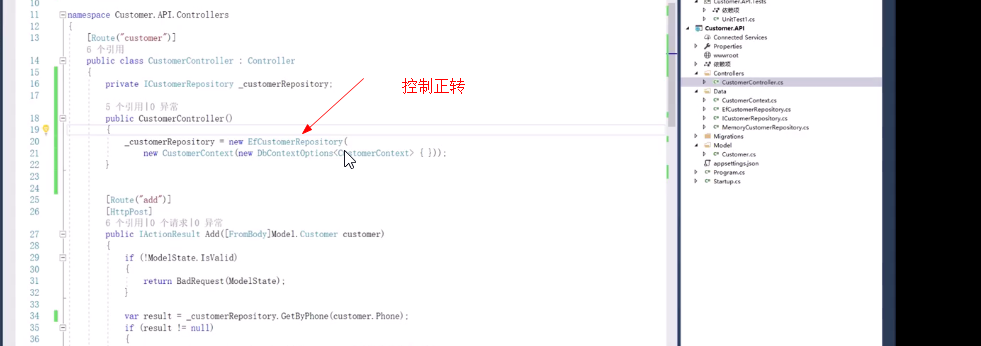 10
11 namespace Customer.API.Controllers
12 {
13 [Route("customer")]
6 个引用
14 public class CustomerController : Controller
15 {
16 private ICustomerRepository _customerRepository;
17
5 个引用|0 异常
18 public CustomerController()
19 {
20 _customerRepository = new EfCustomerRepository(
21 new CustomerContext(new DbContextOptions<CustomerContext> { }));
22 }
23
24
25 [Route("add")]
26 [HttpPost]
6 个引用|0 个请求|0 异常
27 public IActionResult Add([FromBody]Model.Customer customer)
28 {
29 if (!ModelState.IsValid)
30 {
31 return BadRequest(ModelState);
32 }
33
34 var result = _customerRepository.GetByPhone(customer.Phone);
35 if (result != null)
36 {
控制正转
Customer.API.Tests
依赖项
UnitTest1.cs
Customer.API
Connected Services
Properties
wwwroot
依赖项
Controllers
CustomerController.cs
Data
CustomerContext.cs
EfCustomerRepository.cs
ICustomerRepository.cs
MemoryCustomerRepository.cs
Migrations
Model
Customer.cs
appsettings.json
Program.cs
Startup.cs